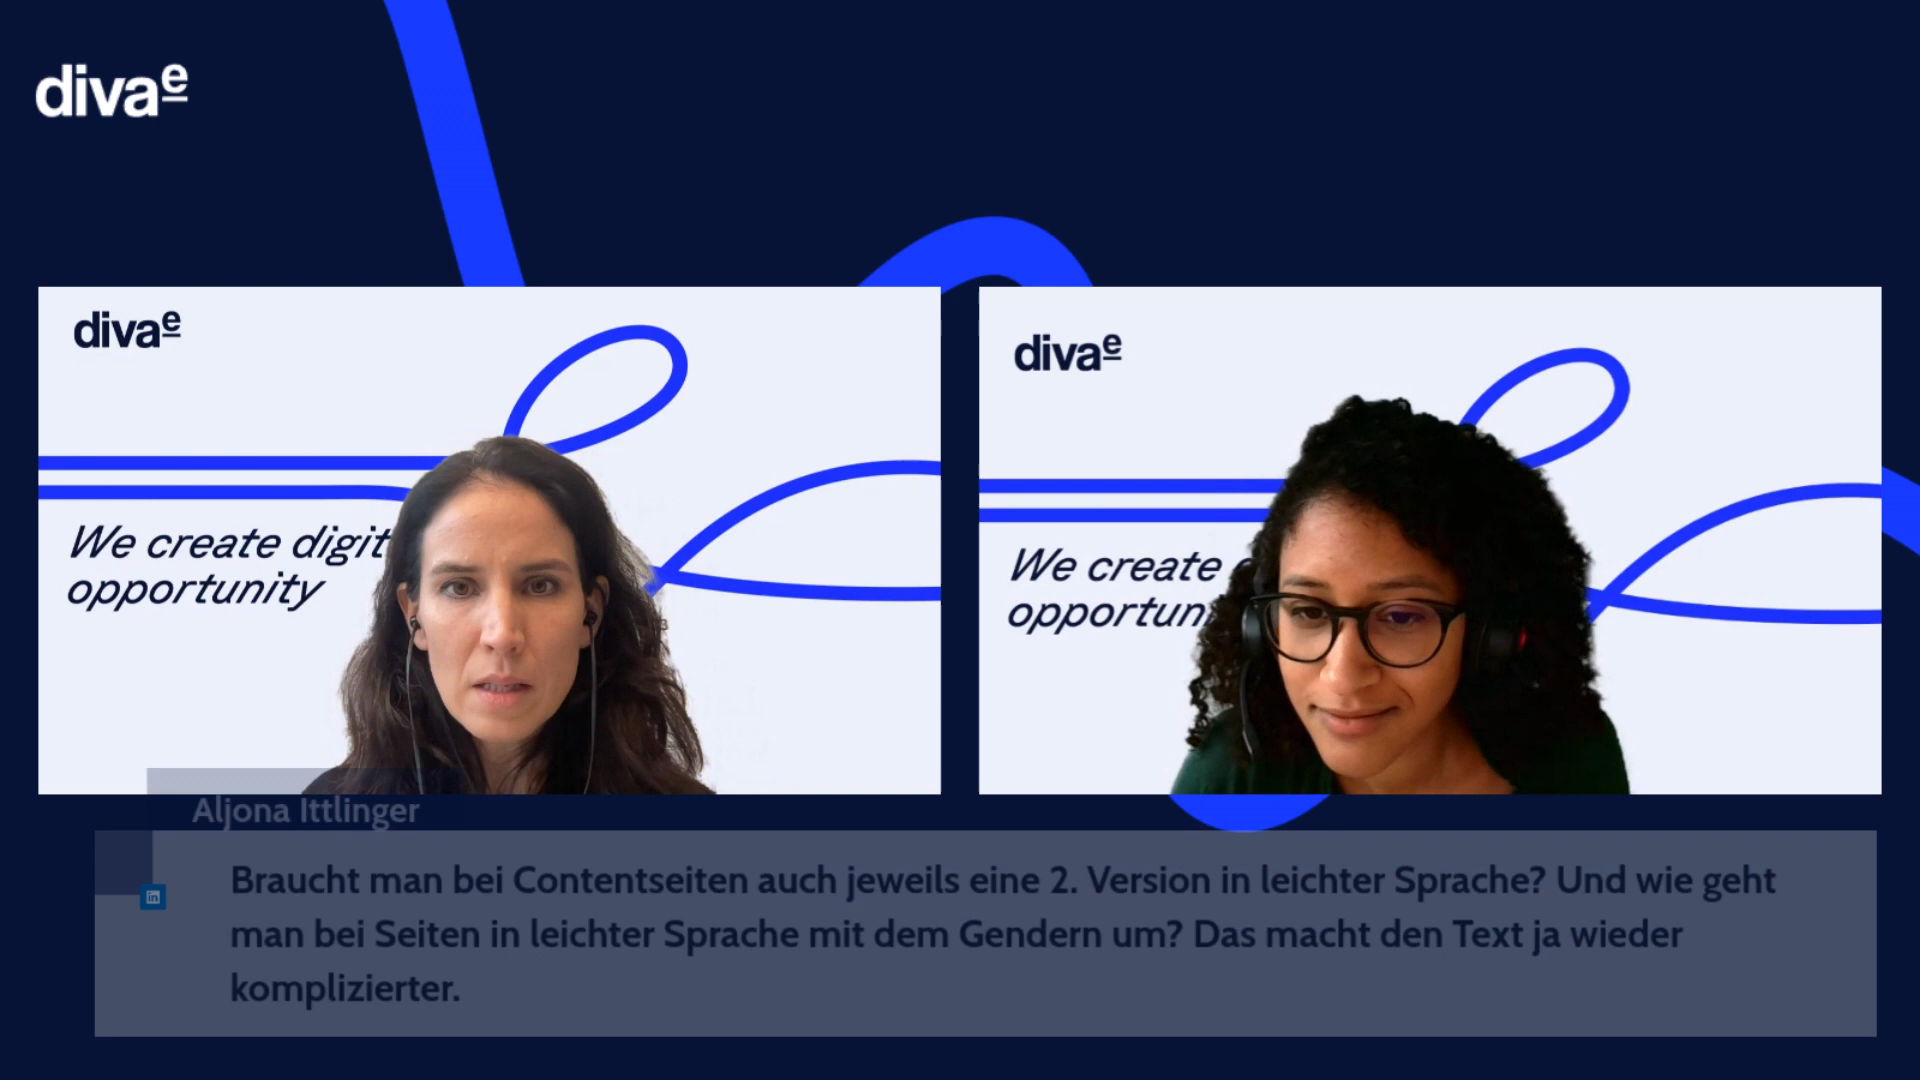 divae
divae
We create digit
opportunity
divae
We create
opportun
Aljona Ittlinger
Braucht man bei Contentseiten auch jeweils eine 2. Version in leichter Sprache? Und wie geht
man bei Seiten in leichter Sprache mit dem Gendern um? Das macht den Text ja wieder
komplizierter.
in